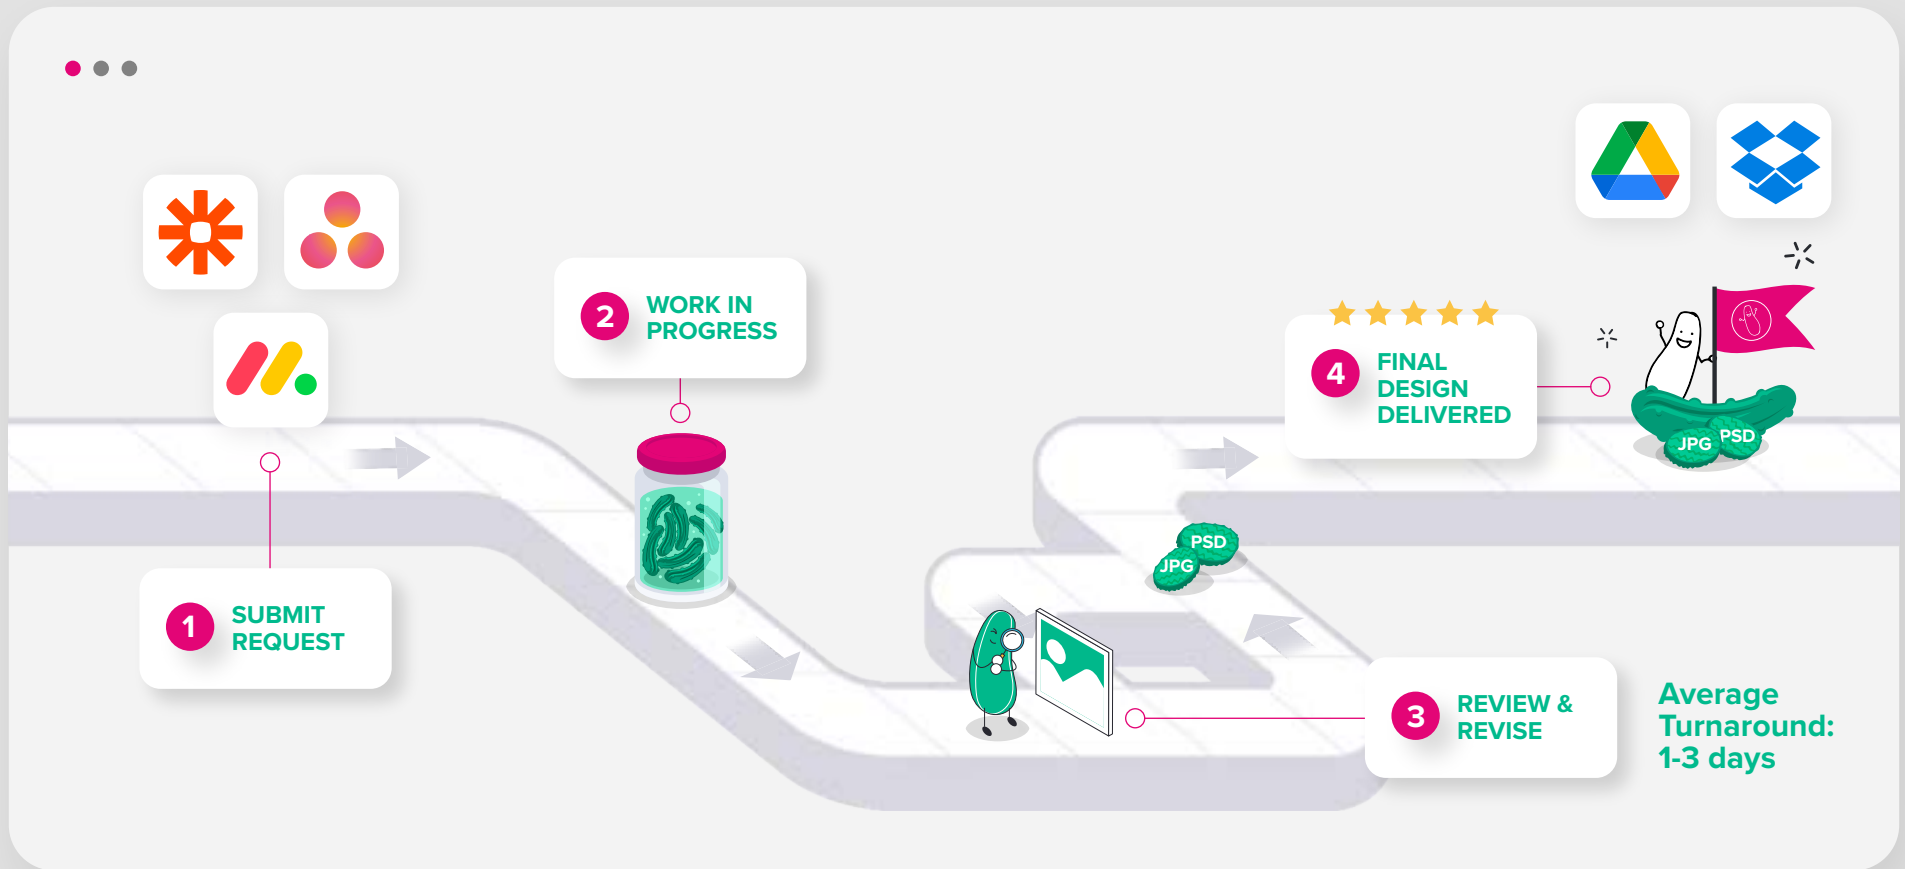 1
SUBMIT
REQUEST
2
WORK IN
PROGRESS
PSD
JPG
3
REVIEW &
REVISE
Average
Turnaround:
1-3 days
4
FINAL
DESIGN
DELIVERED
JPG
PSD